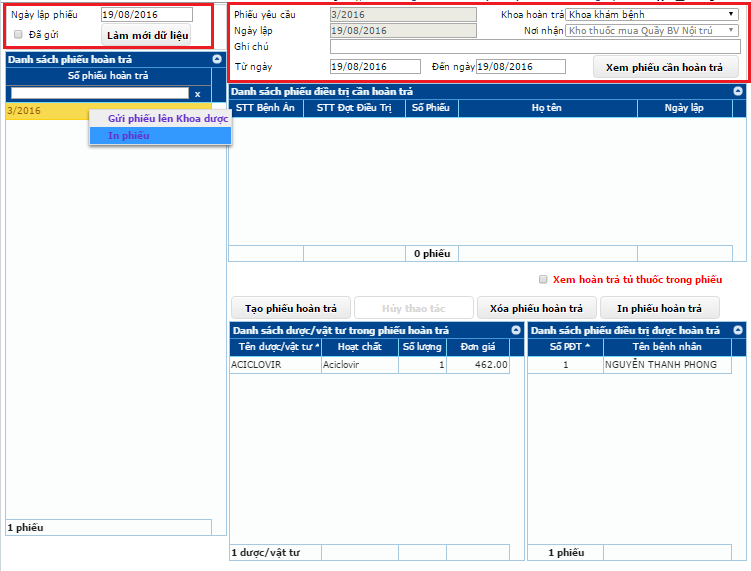 Ngày lập phiếu 19/08/2016
Đã gửi Làm mới dữ liệu
Danh sách phiếu hoàn trả
Số phiếu hoàn trả
x
3/2016
Gửi phiếu lên Khoa dược
In phiếu
1 phiếu
Phiếu yêu cầu 3/2016 Khoa hoàn trả Khoa khám bệnh
Ngày lập 19/08/2016 Nơi nhận Kho thuốc mua Quầy BV Nội trú
Ghi chú
Từ ngày 19/08/2016 Đến ngày 19/08/2016 Xem phiếu cần hoàn trả
Danh sách phiếu điều trị cần hoàn trả
STT Bệnh Án STT Đợt Điều Trị Số Phiếu Họ tên Ngày lập
0 phiếu
Xem hoàn trả tủ thuốc trong phiếu
Tạo phiếu hoàn trả Hủy thao tác Xóa phiếu hoàn trả In phiếu hoàn trả
Danh sách dược/vật tư trong phiếu hoàn trả
Tên dược/vật tư Hoạt chất Số lượng Đơn giá
ACICLOVIR Aciclovir 1 462.00
1 dược/vật tư
Danh sách phiếu điều trị được hoàn trả
Số PĐT Tên bệnh nhân
1 NGUYỄN THANH PHONG
1 phiếu